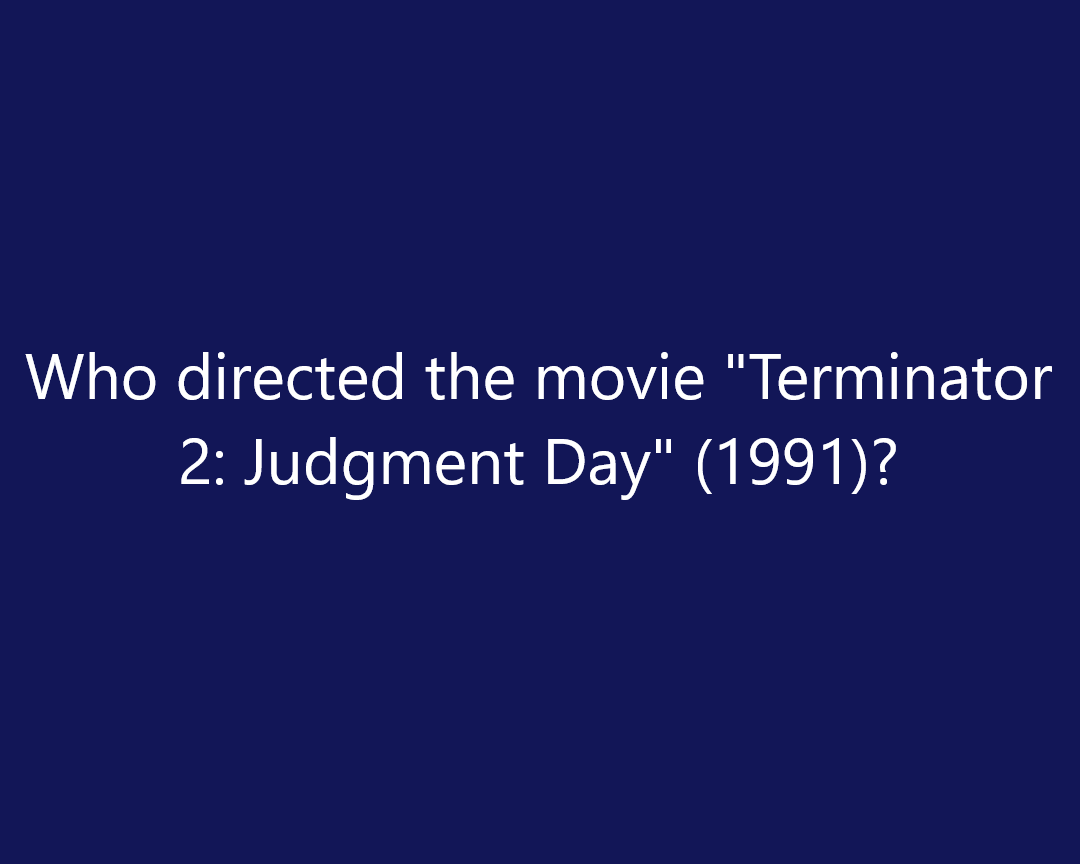 Who directed the movie "Terminator
2: Judgment Day" (1991)?